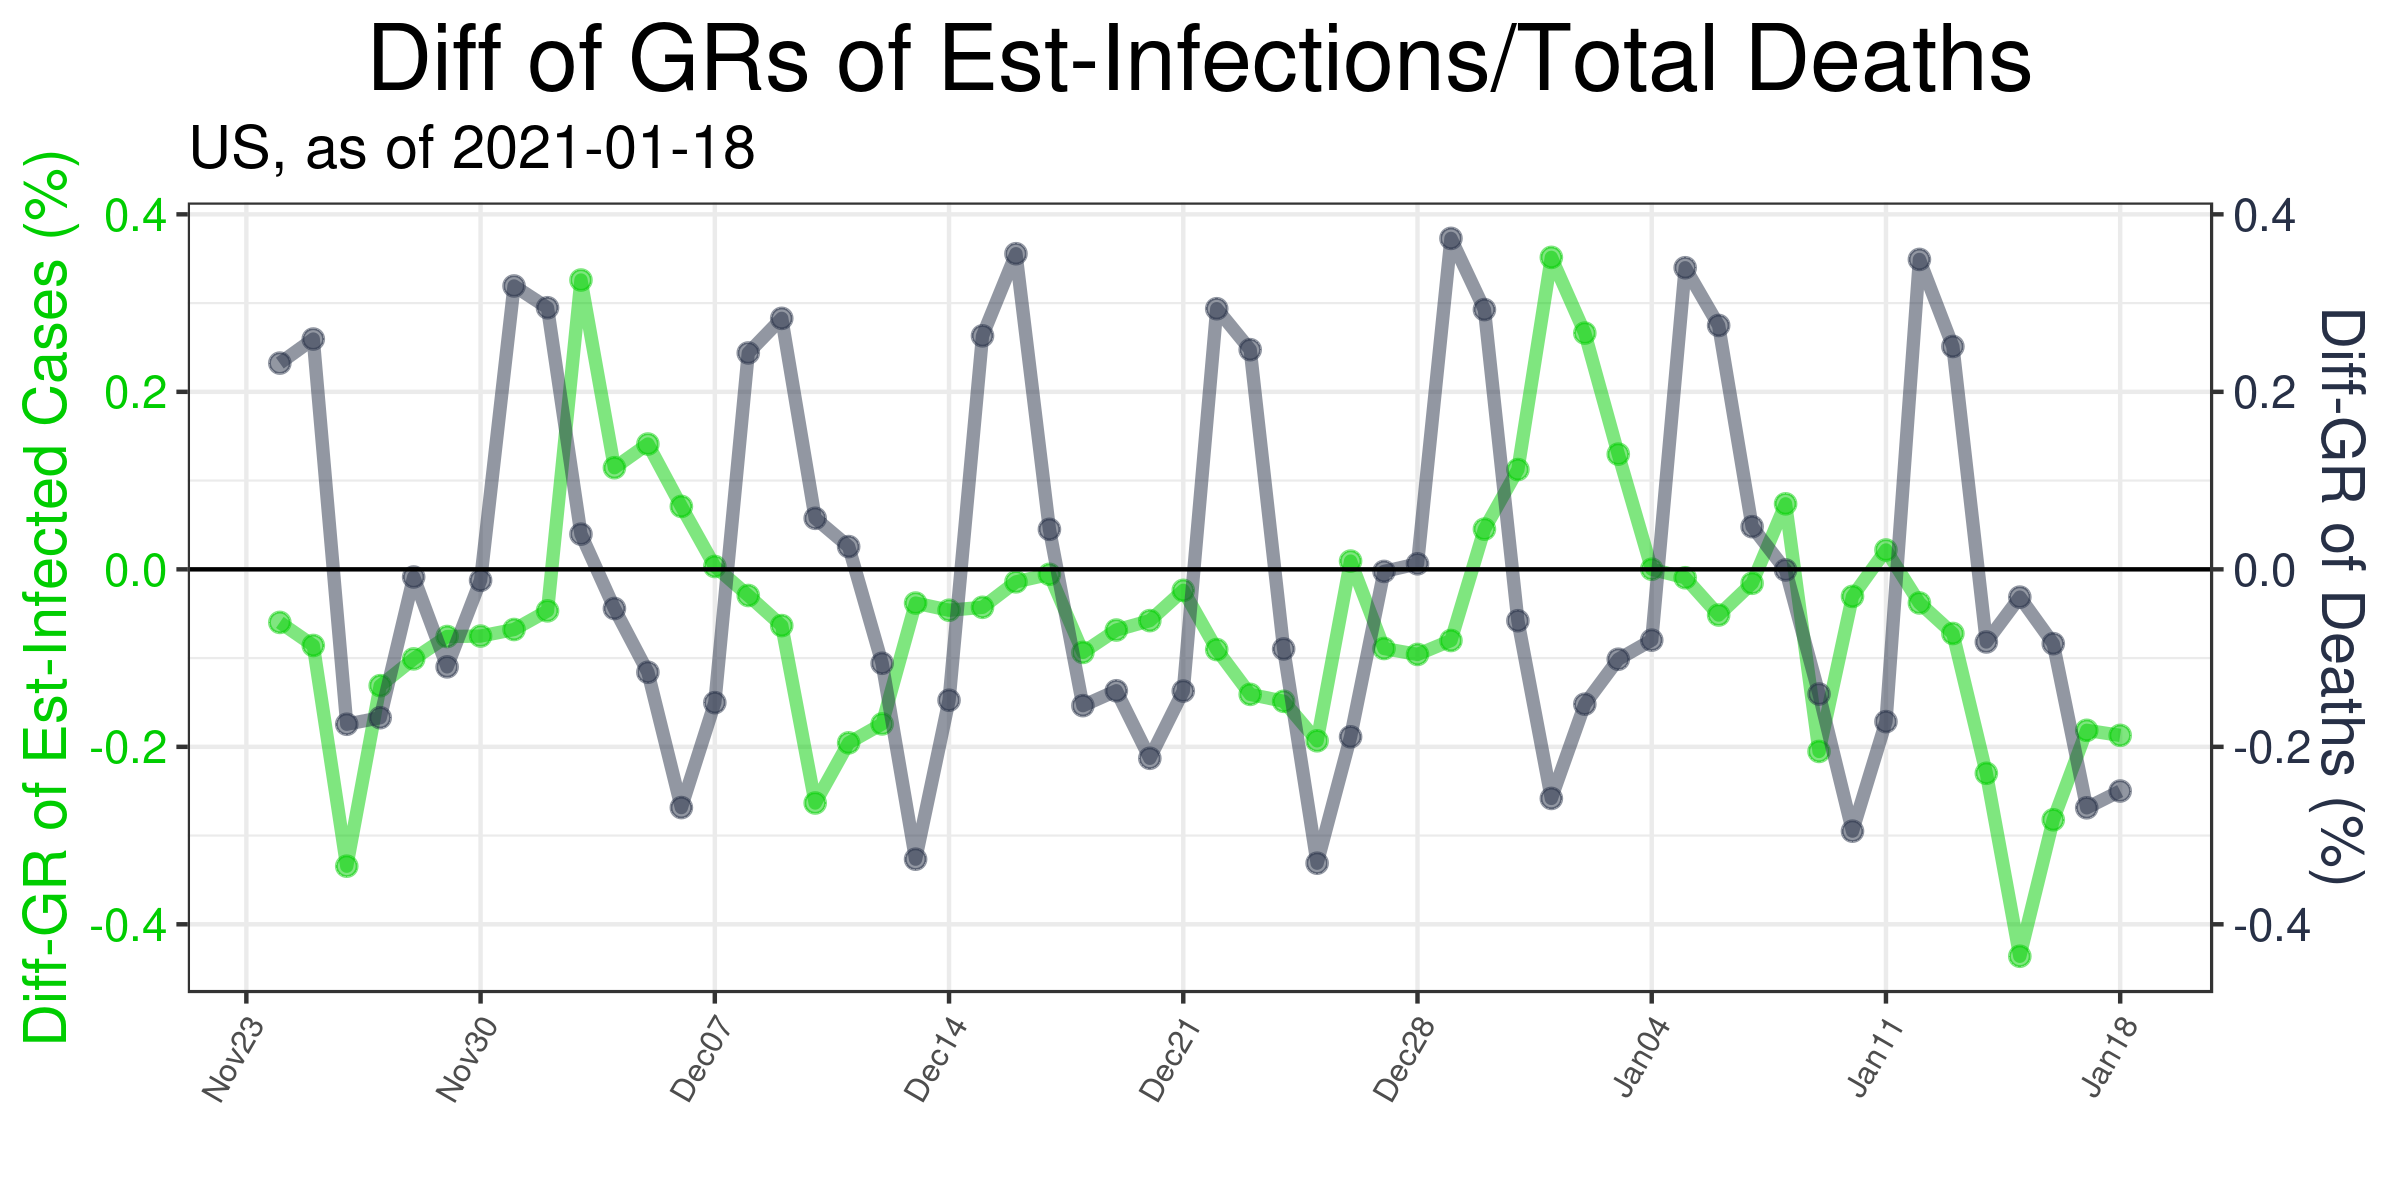 Diff of GRs of Est-Infections/Total Deaths
US, as of 2021-01-18
Diff-GR of Est-Infected Cases (%)
0.4
0.2
0.0
-0.2
-0.4
0.4
0.2
0.0
-0.2
-0.4
Diff-GR of Deaths (%)
Nov23
Nov30
Dec07
Dec14
Dec21
Dec28
Jan04
Jan11
Jan18